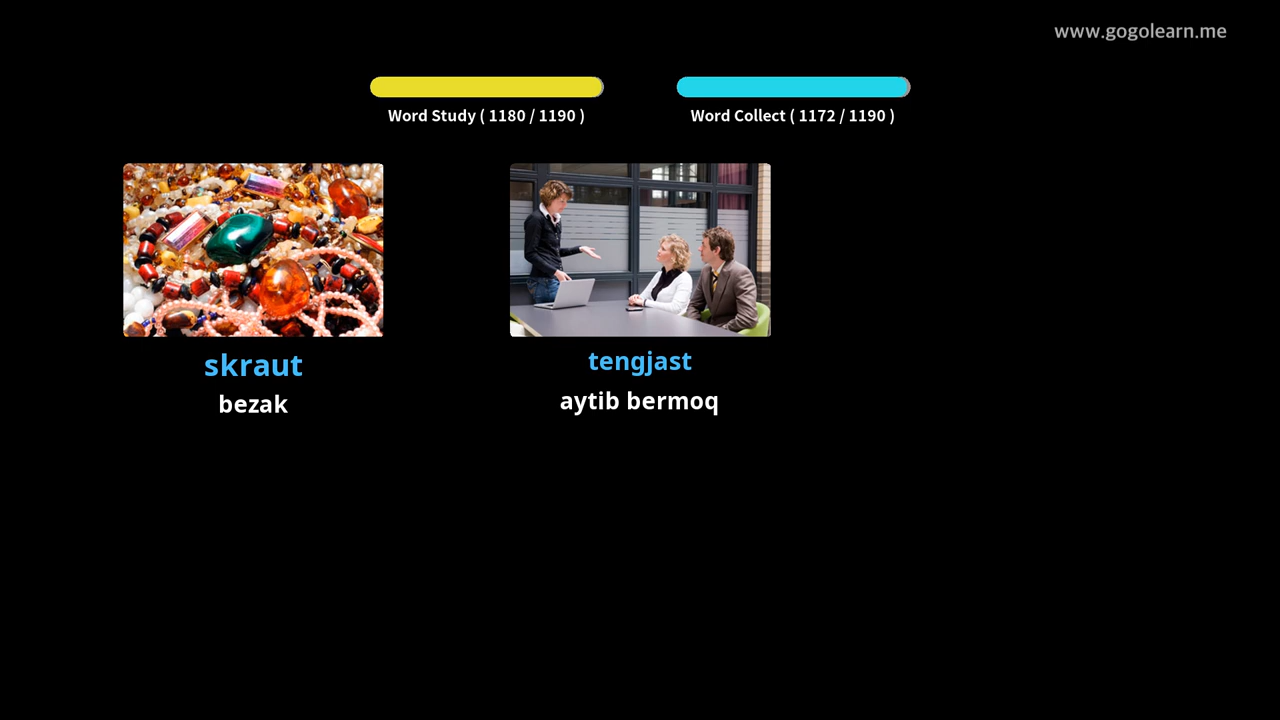 www.gogolearn.me
Word Study ( 1180 / 1190 )
Word Collect ( 1172 / 1190 )
skraut
bezak
tengjast
aytib bermoq